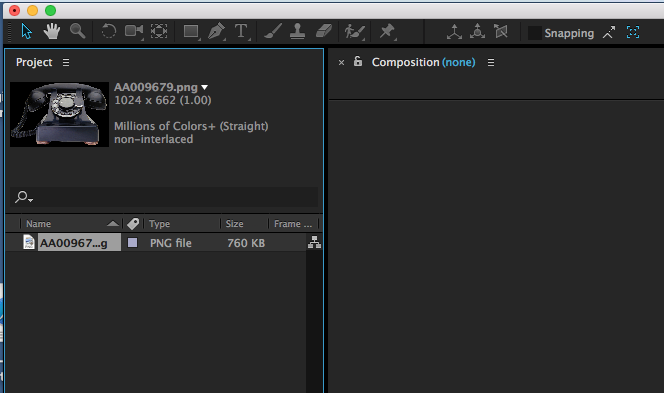 Snapping
Project
× Composition (none)
AA009679.png
1024 x 662 (1.00)
Millions of Colors+ (Straight)
non-interlaced
Name Type Size Frame ...
AA00967...g PNG file 760 KB